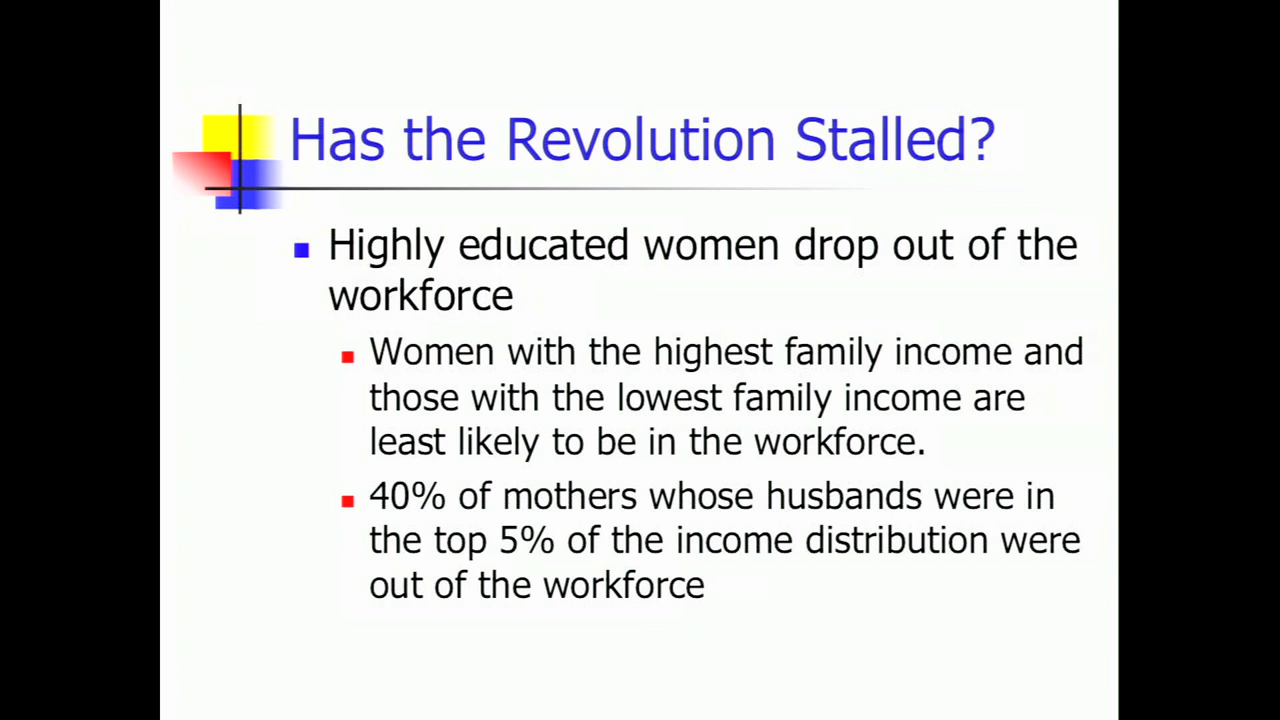 Has the Revolution Stalled?
Highly educated women drop out of the
workforce
Women with the highest family income and
those with the lowest family income are
least likely to be in the workforce.
40% of mothers whose husbands were in
the top 5% of the income distribution were
out of the workforce